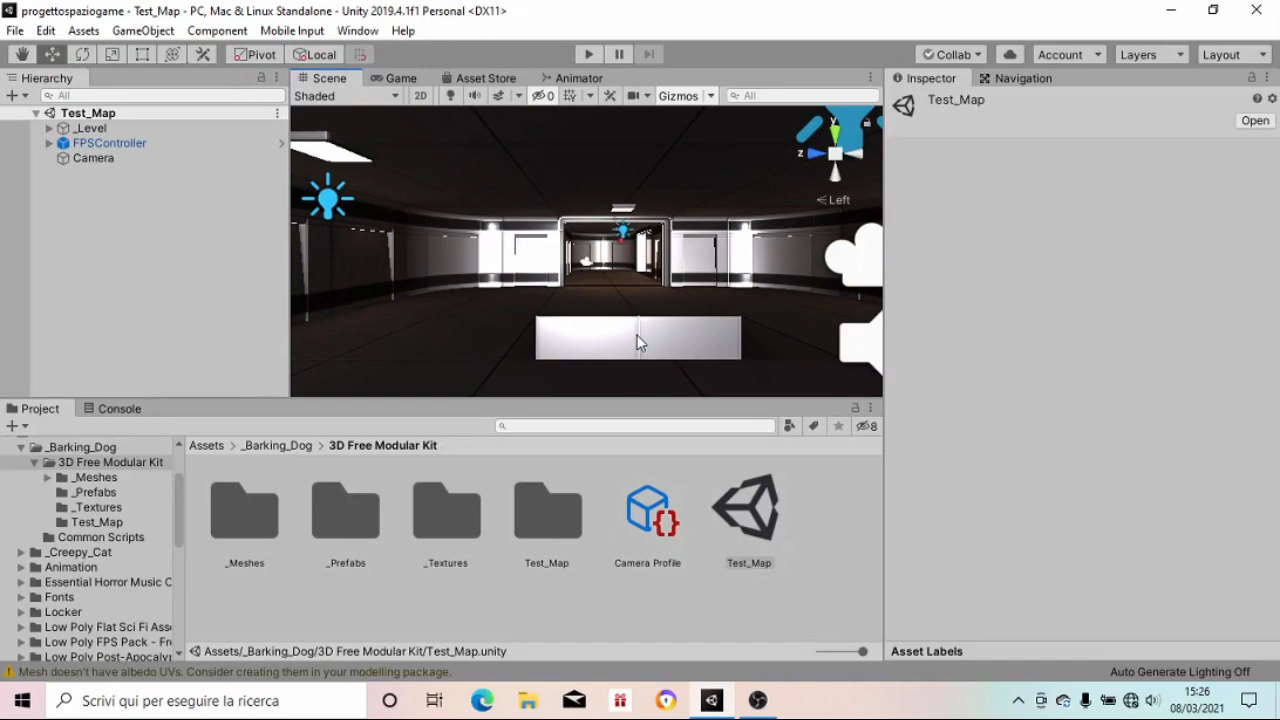 progettospaziogame - Test_Map - PC, Mac & Linux Standalone - Unity 2019.4.1f1 Personal <DX11>
File Edit Assets GameObject Component Mobile Input Window Help
Pivot Local Collab Account Layers Layout
Hierarchy Scene Game Asset Store Animator Inspector Navigation
All Shaded 2D 0 Gizmos All
Test_Map
Open
Test_Map
_Level
FPSController
Camera
y
z
Left
Project Console
8
_Barking_Dog
3D Free Modular Kit
_Meshes
_Prefabs
_Textures
Test_Map
Common Scripts
_Creepy_Cat
Animation
Essential Horror Music C
Fonts
Locker
Low Poly Flat Sci Fi Ass
Low Poly FPS Pack - Fr
Low Poly Post-Apocaly
Assets > _Barking_Dog > 3D Free Modular Kit
_Meshes _Prefabs _Textures Test_Map Camera Profile Test_Map
Assets/_Barking_Dog/3D Free Modular Kit/Test_Map.unity
Asset Labels
Mesh doesn't have albedo UVs. Consider creating them in your modelling package.
Auto Generate Lighting Off
Scrivi qui per eseguire la ricerca
15:26
08/03/2021